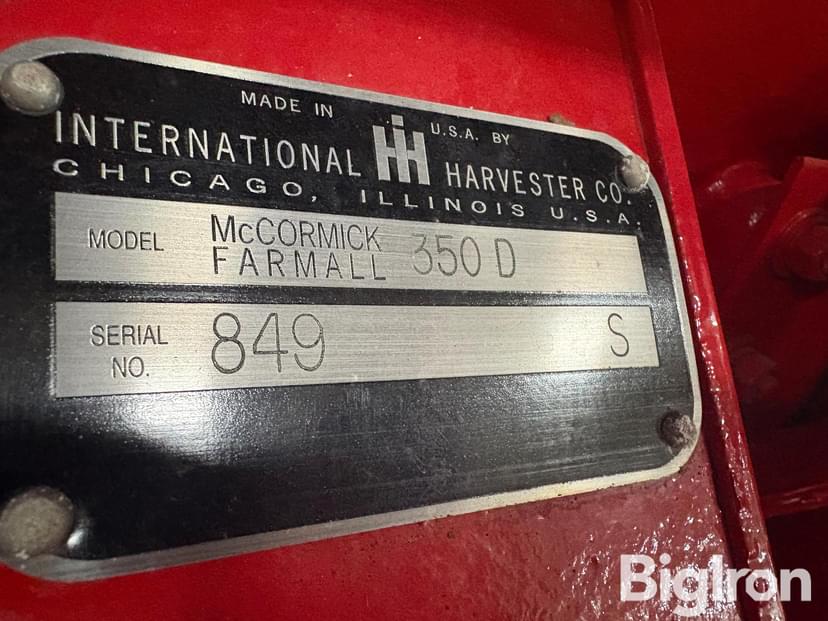 MADE IN IH U.S.A. BY
INTERNATIONAL HARVESTER CO.
CHICAGO, ILLINOIS U.S.A.
MODEL McCORMICK FARMALL 350 D
SERIAL NO. 849 S
BigIron